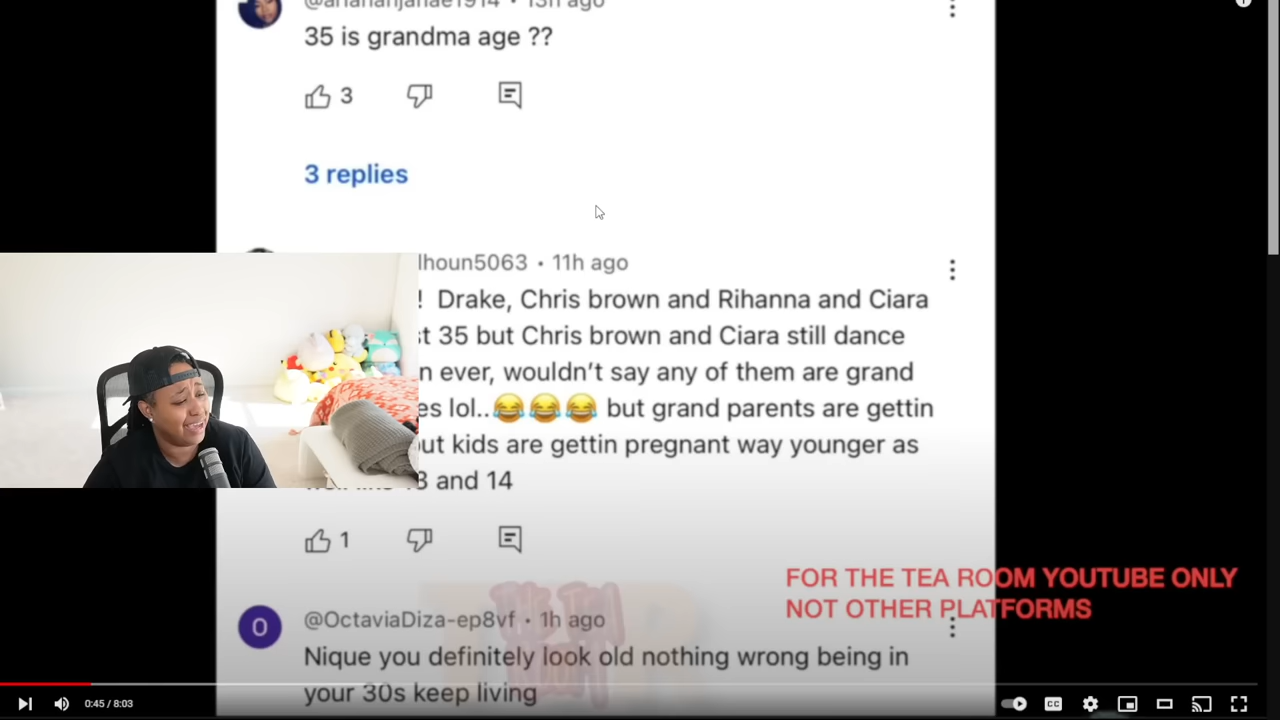 @ariananjanae1914 • 13h ago
35 is grandma age ??
3
3 replies
lhoun5063 • 11h ago
! Drake, Chris brown and Rihanna and Ciara
t 35 but Chris brown and Ciara still dance
n ever, wouldn't say any of them are grand
es lol..😂😂😂 but grand parents are gettin
ut kids are gettin pregnant way younger as
3 and 14
1
FOR THE TEA ROOM YOUTUBE ONLY
NOT OTHER PLATFORMS
O
@OctaviaDiza-ep8vf • 1h ago
Nique you definitely look old nothing wrong being in
your 30s keep living
0:45 / 8:03
CC